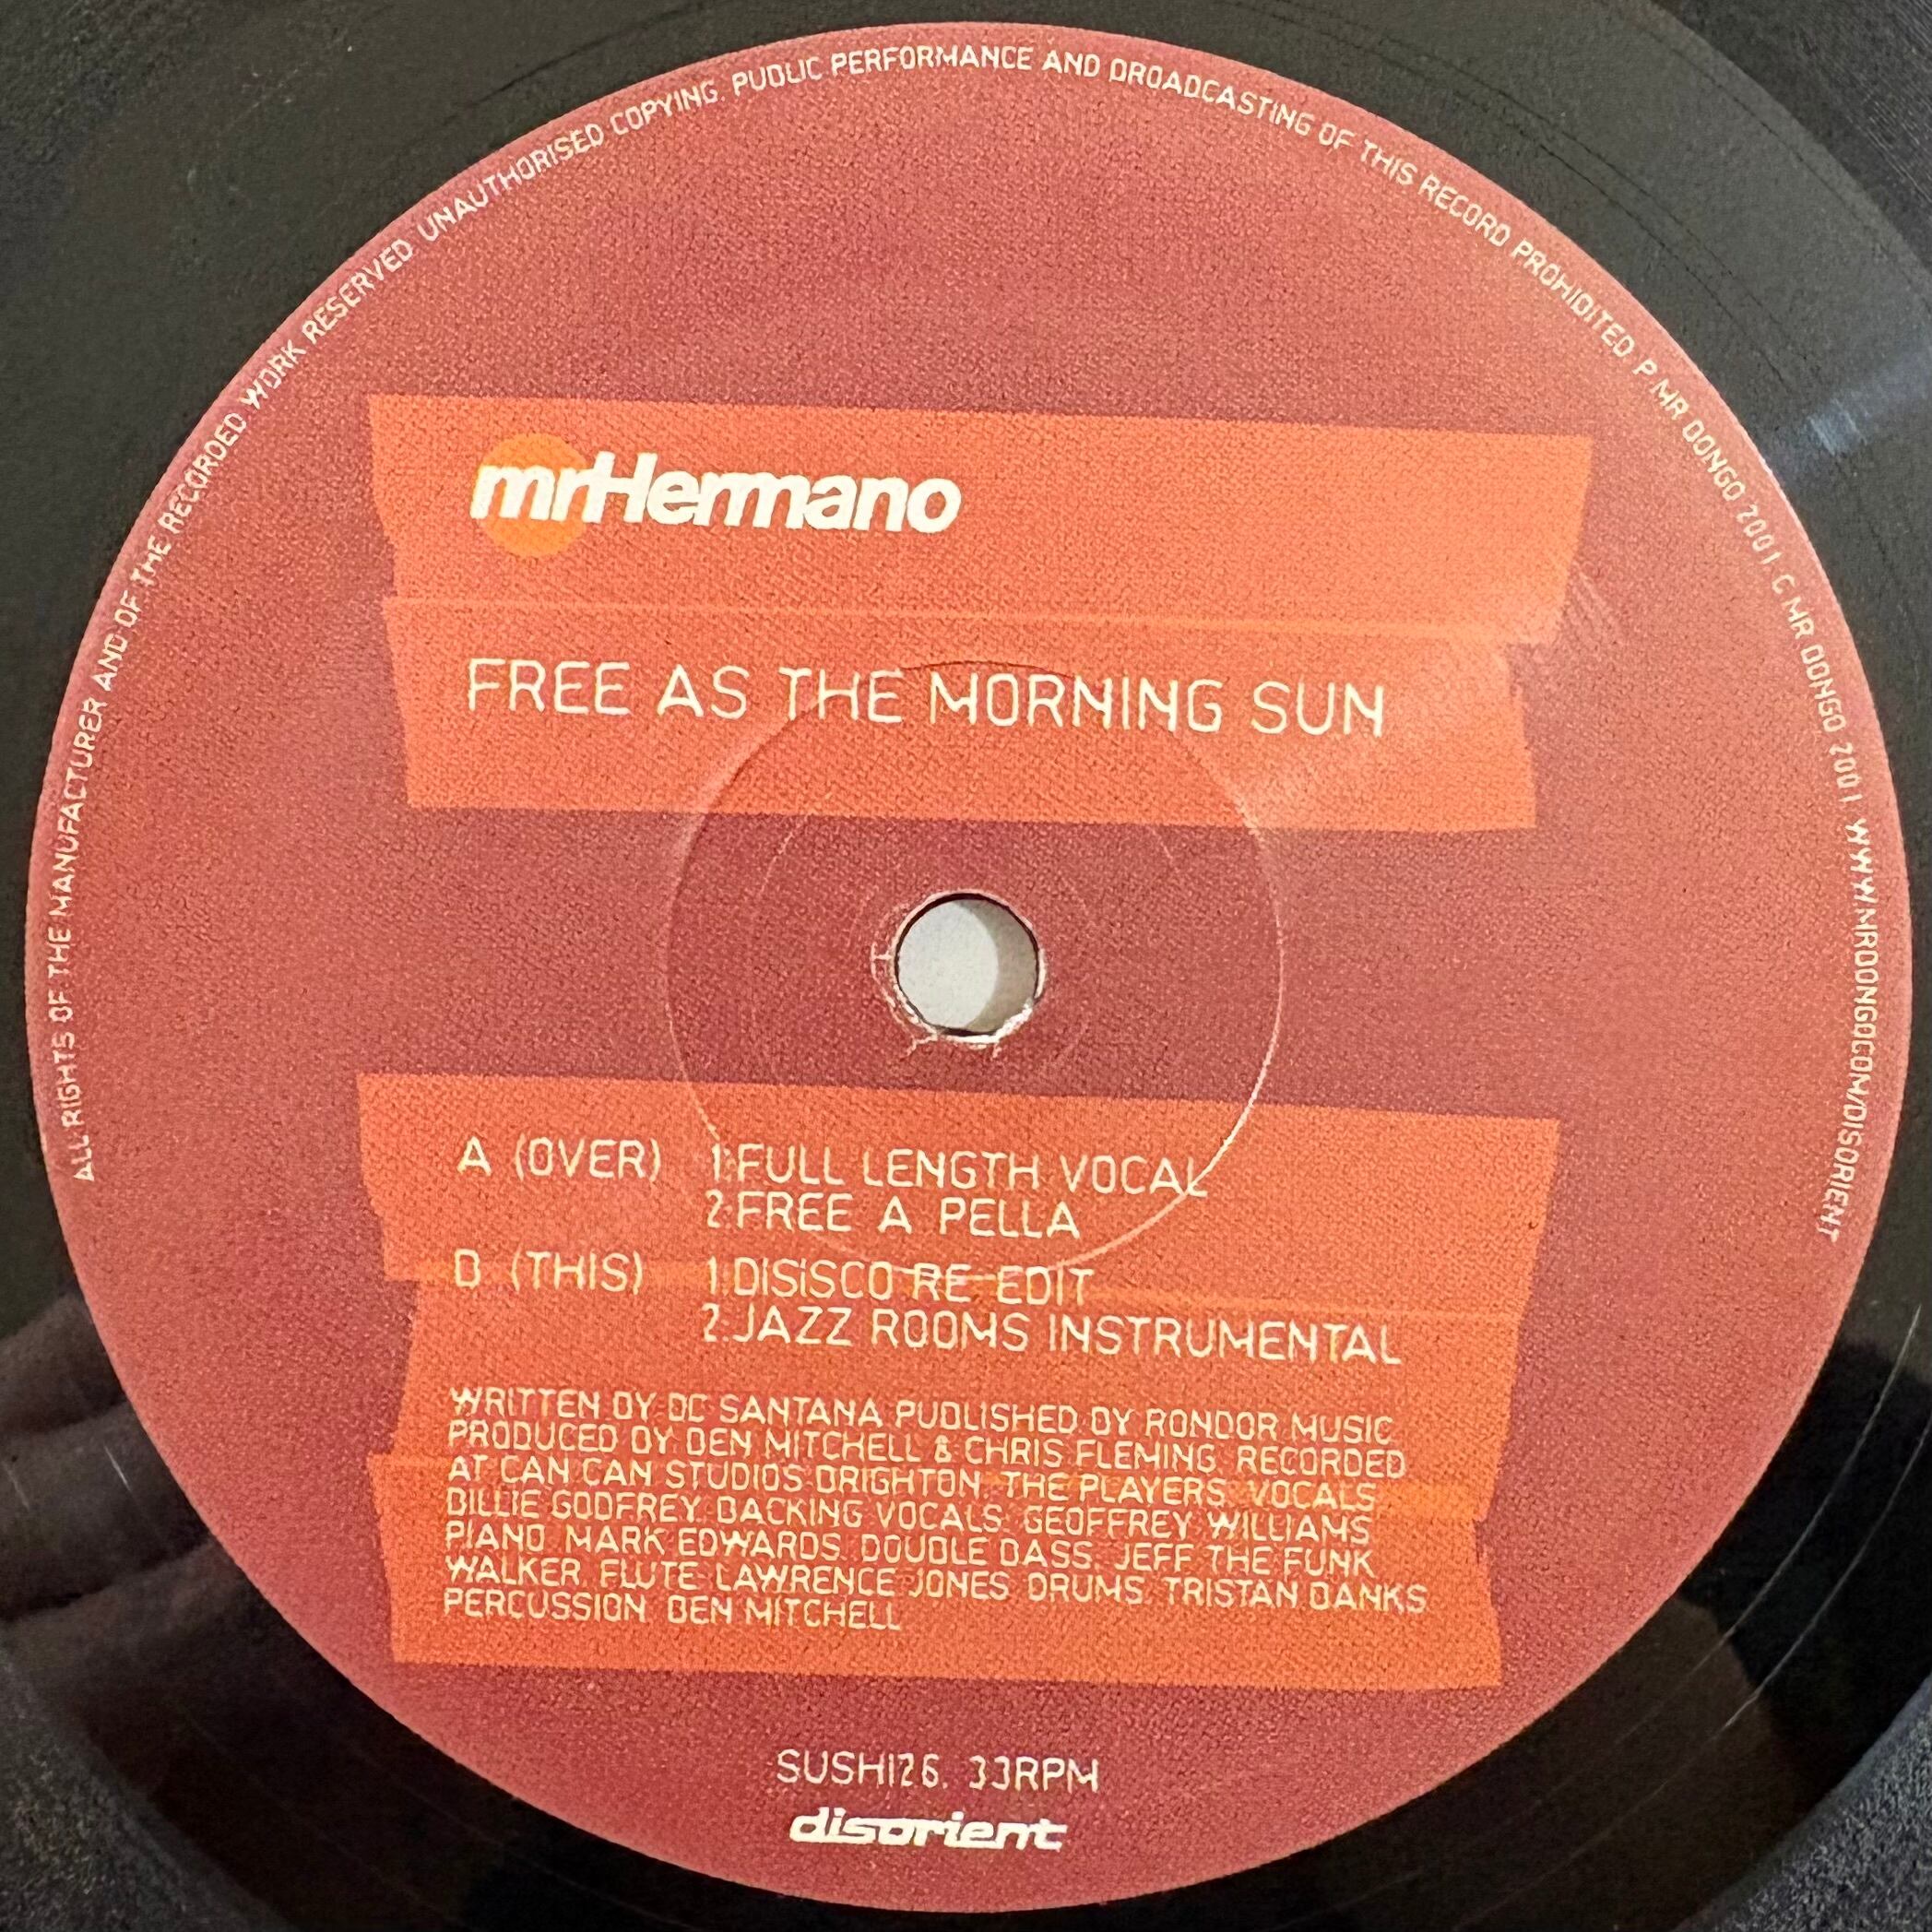 ALL RIGHTS OF THE MANUFACTURER AND OF THE RECORDED WORK RESERVED. UNAUTHORISED COPYING. PUBLIC PERFORMANCE AND BROADCASTING OF THIS RECORD PROHIBITED P MR BONGO 2001 C MR BONGO 2001 WWW.MRBONGO.COM/DISORIENT
mrHermano
FREE AS THE MORNING SUN
A (OVER) 1.FULL LENGTH VOCAL
2.FREE A PELLA
B (THIS) 1.DISISCO RE-EDIT
2.JAZZ ROOMS INSTRUMENTAL
WRITTEN BY DC SANTANA PUBLISHED BY RONDOR MUSIC
PRODUCED BY BEN MITCHELL & CHRIS FLEMING. RECORDED
AT CAN CAN STUDIOS BRIGHTON. THE PLAYERS. VOCALS
BILLIE GODFREY. BACKING VOCALS. GEOFFREY WILLIAMS
PIANO. MARK EDWARDS. DOUBLE BASS. JEFF THE FUNK
WALKER. FLUTE LAWRENCE JONES DRUMS. TRISTAN BANKS
PERCUSSION. BEN MITCHELL
SUSHI26. 33RPM
disorient